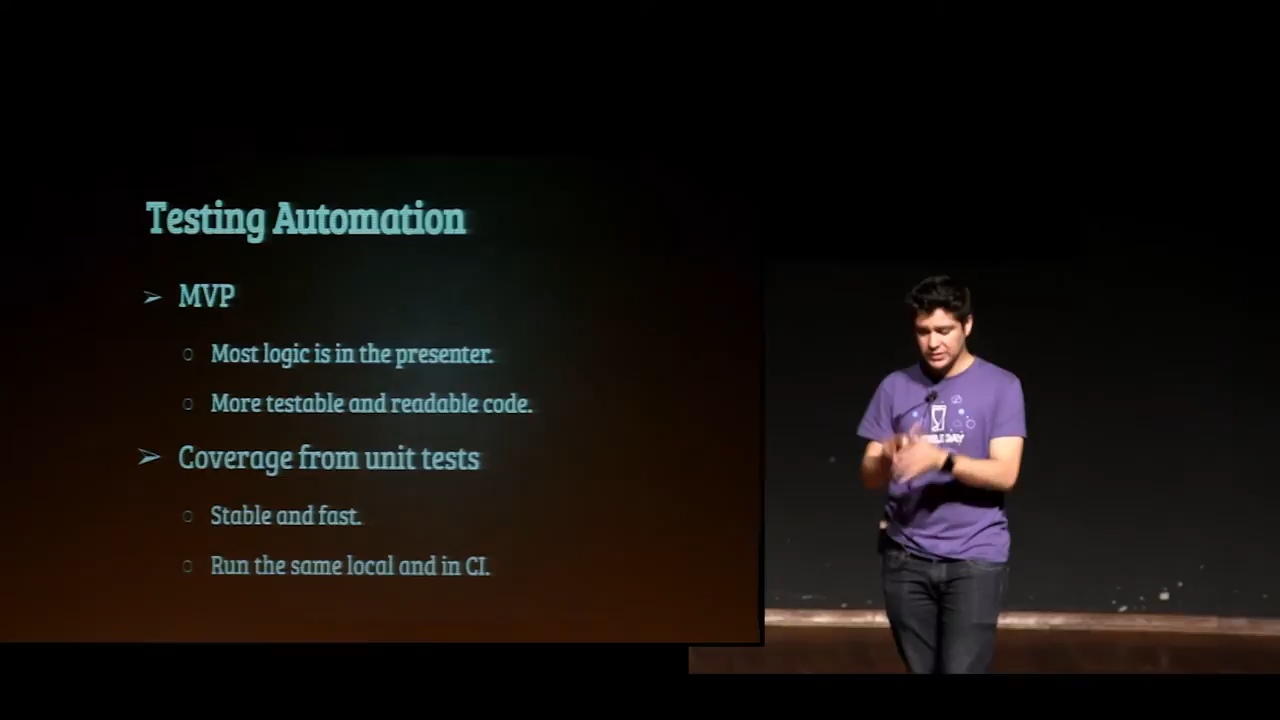 Testing Automation
➢ MVP
○ Most logic is in the presenter.
○ More testable and readable code.
➢ Coverage from unit tests
○ Stable and fast.
○ Run the same local and in CI.
DAY